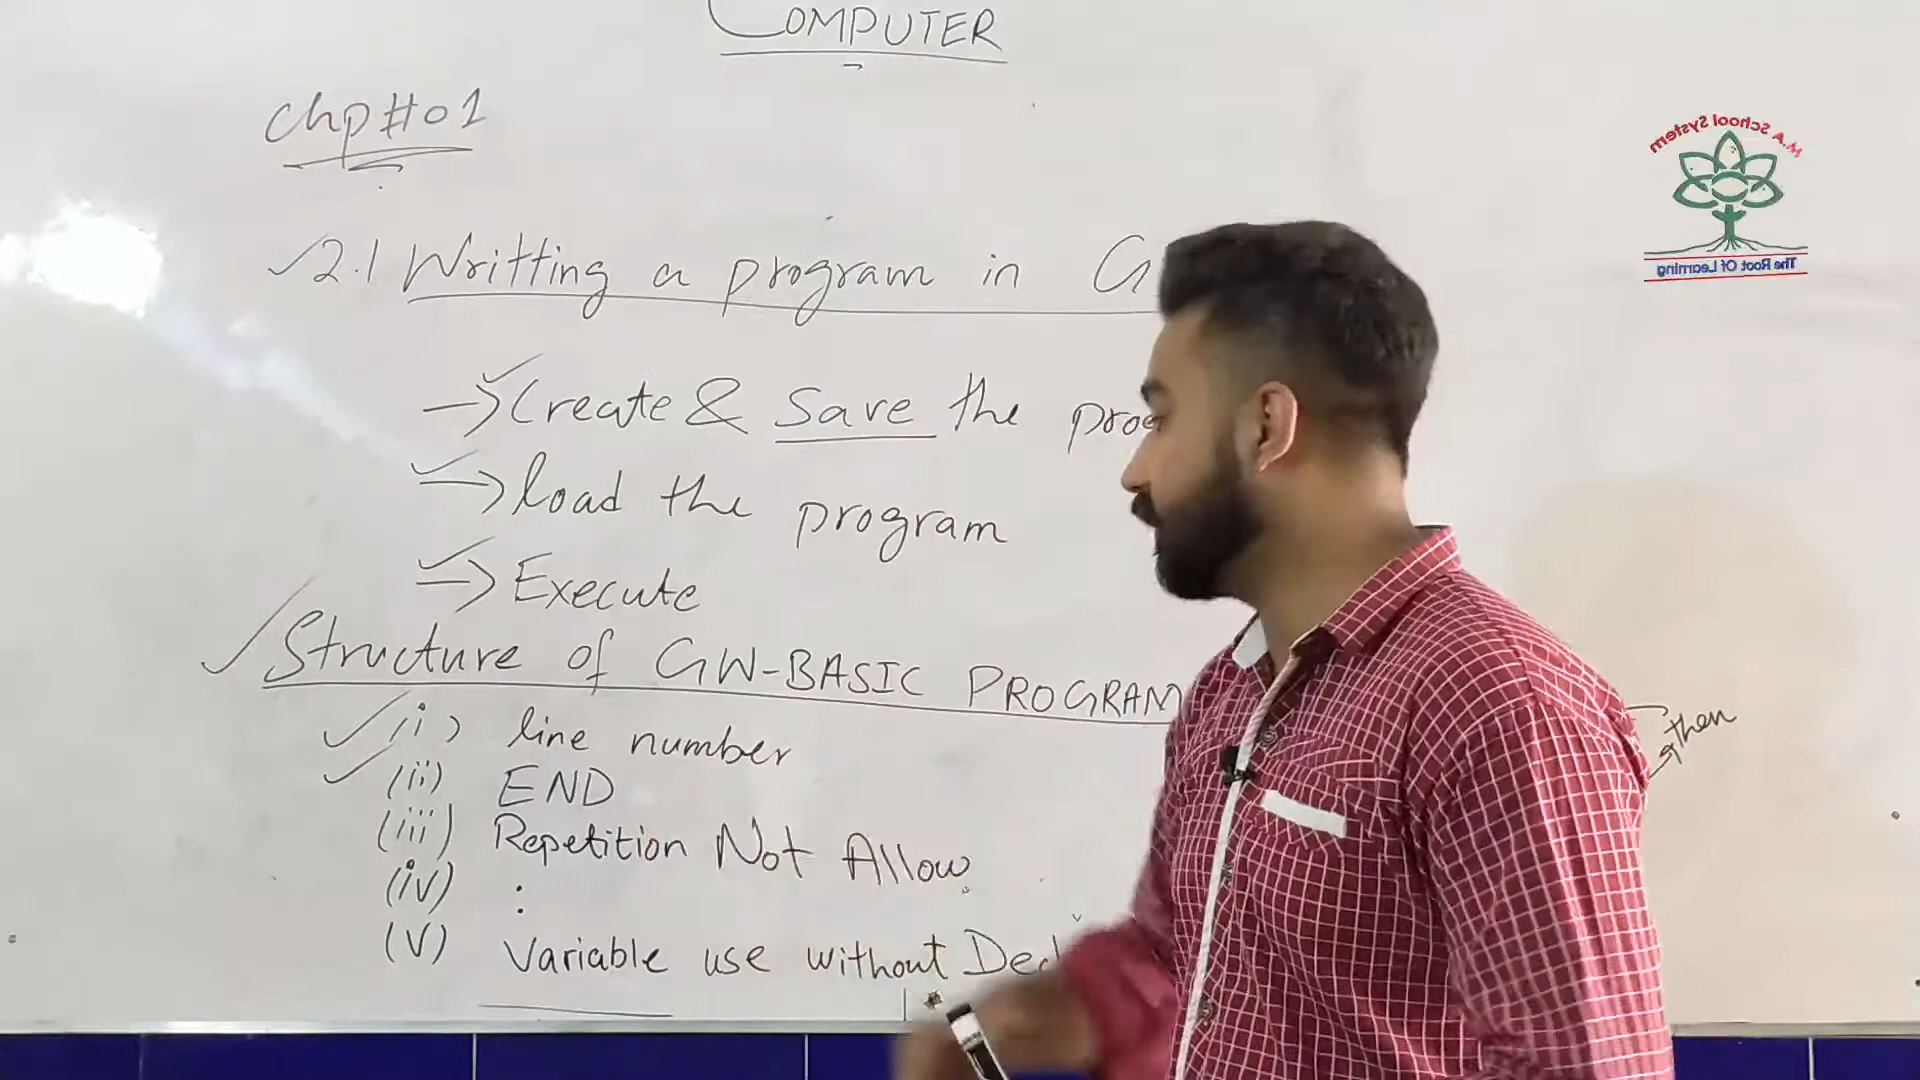 COMPUTER
Chp#01
2.1 Writting a program in G
→ Create & Save the prog
→ load the program
→ Execute
Structure of GW-BASIC PROGRAM
(i) line number
(ii) END
(iii) Repetition Not Allow
(iv) :
(v) Variable use without Decl
then
M.A School System
The Root Of Learning